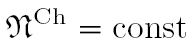 𝔑^Ch = const